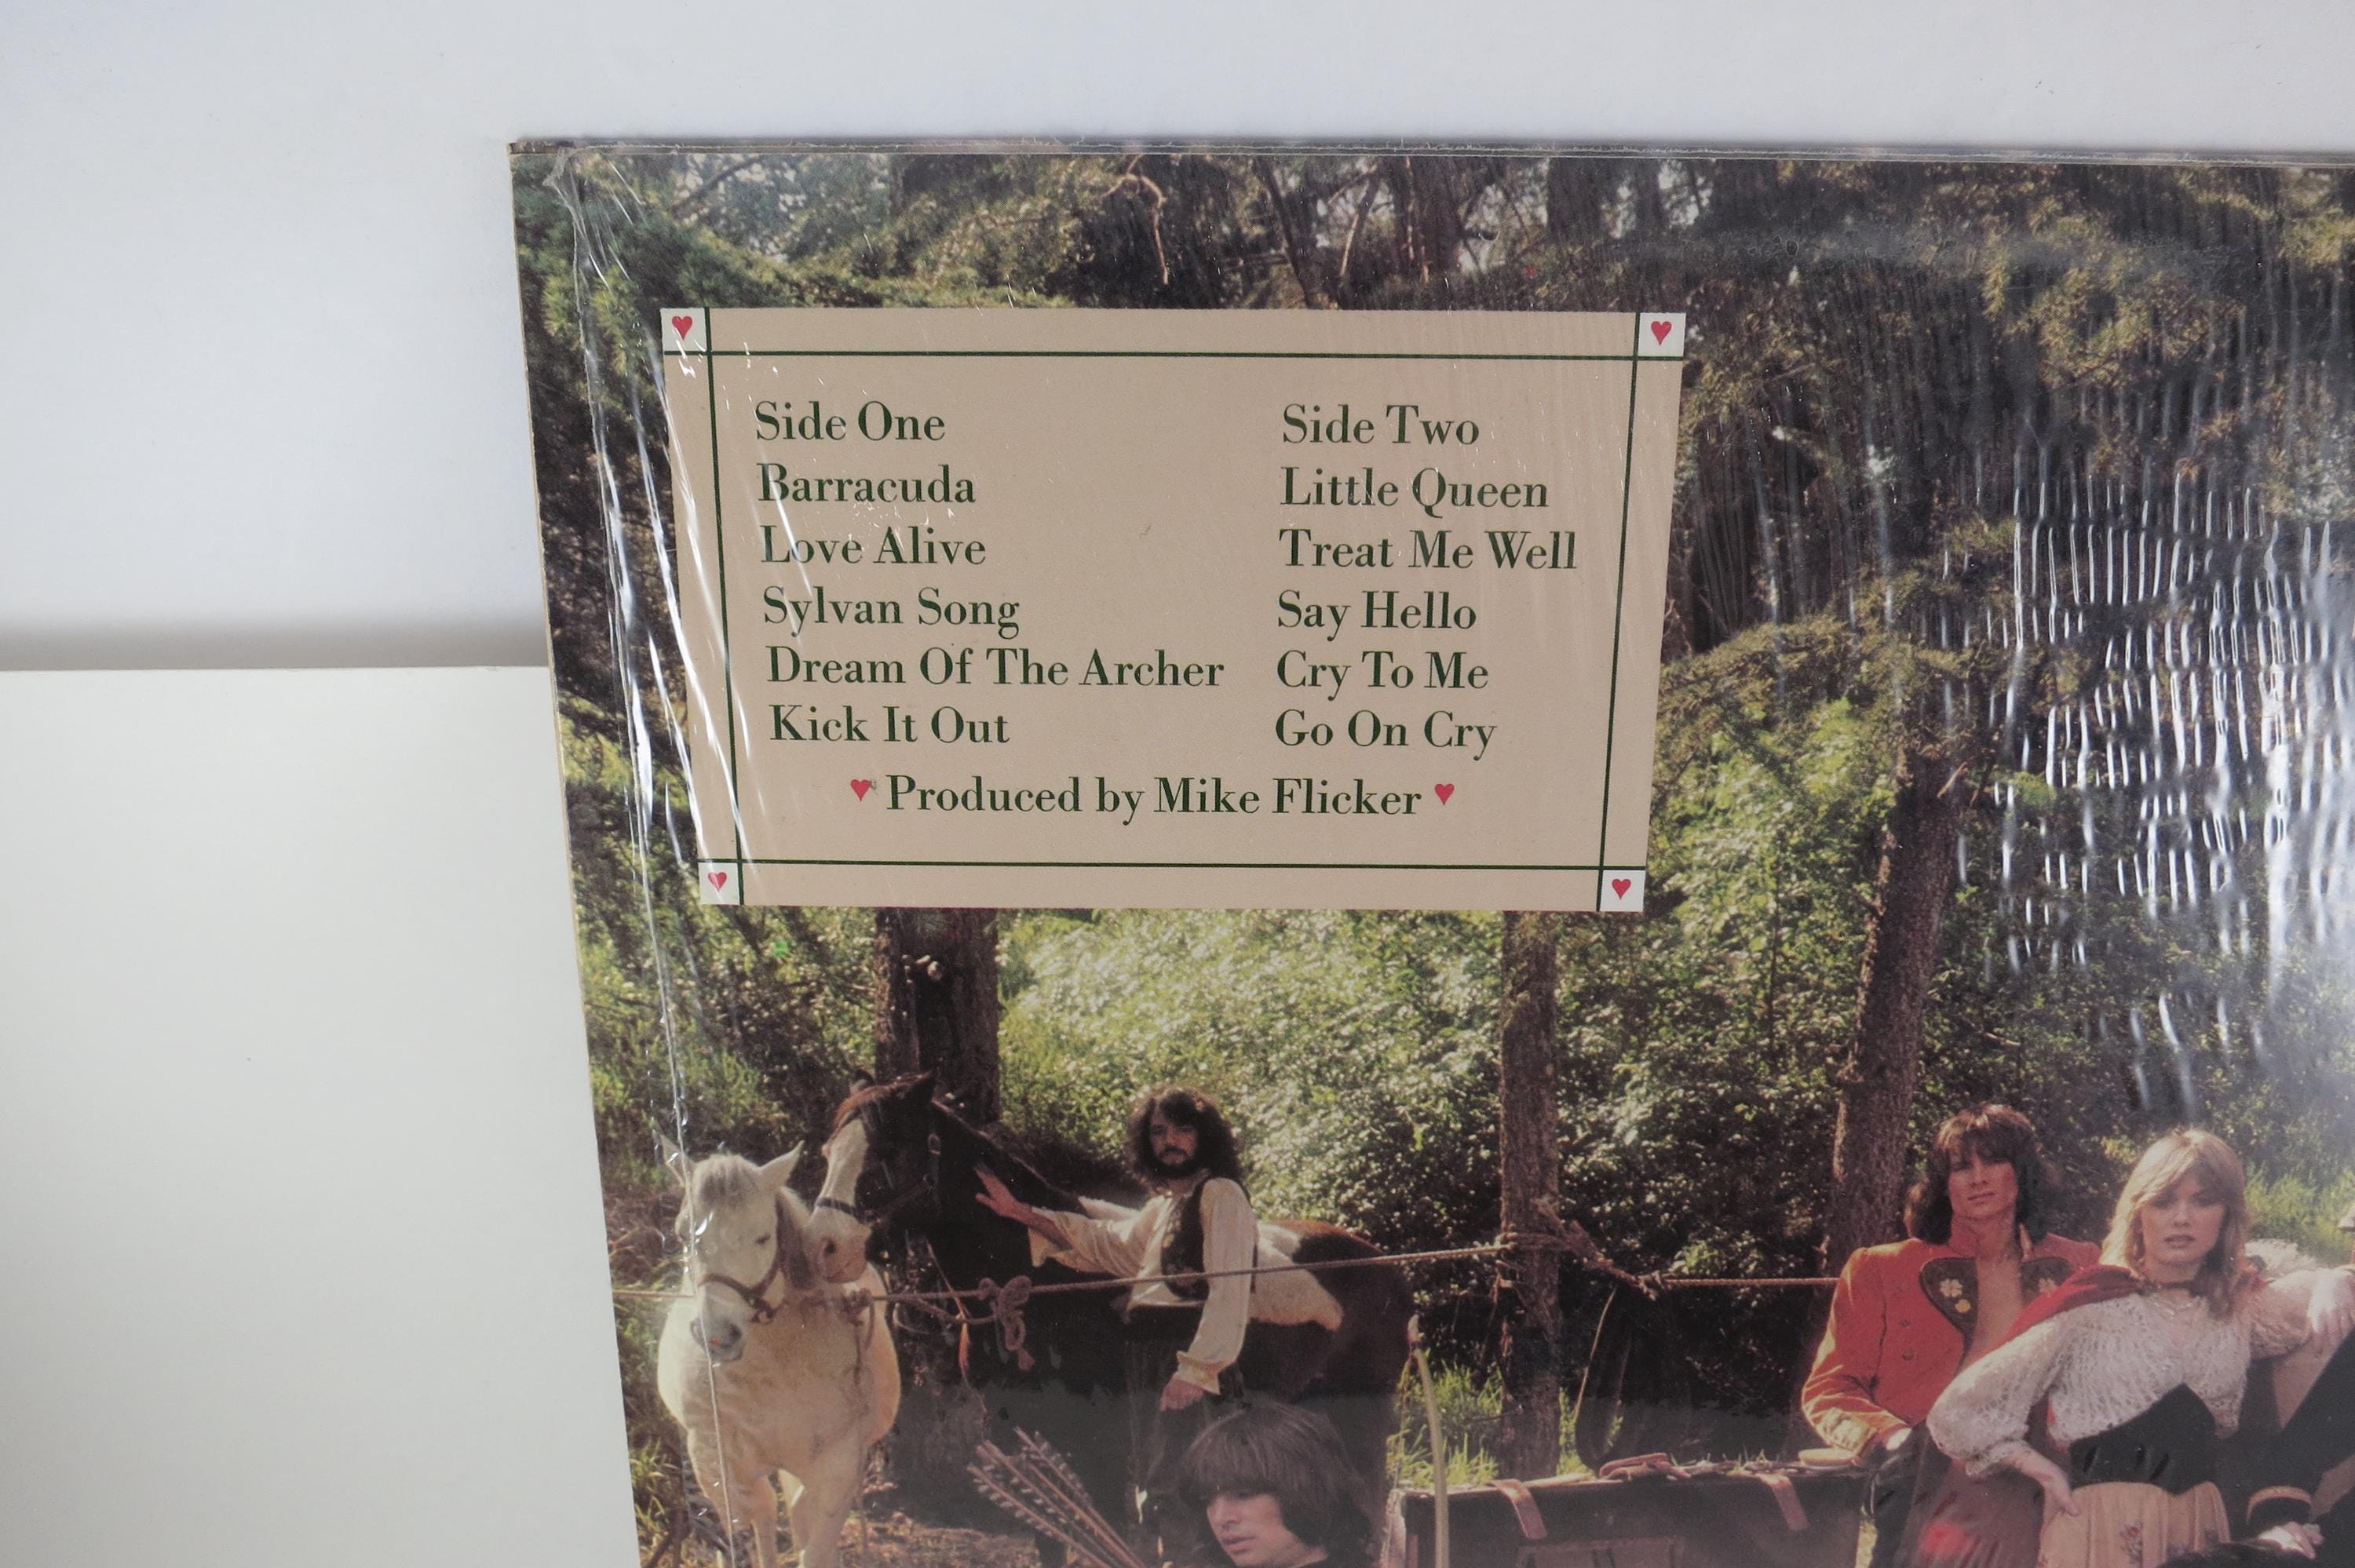 Side One
Barracuda
Love Alive
Sylvan Song
Dream Of The Archer
Kick It Out
Side Two
Little Queen
Treat Me Well
Say Hello
Cry To Me
Go On Cry
Produced by Mike Flicker